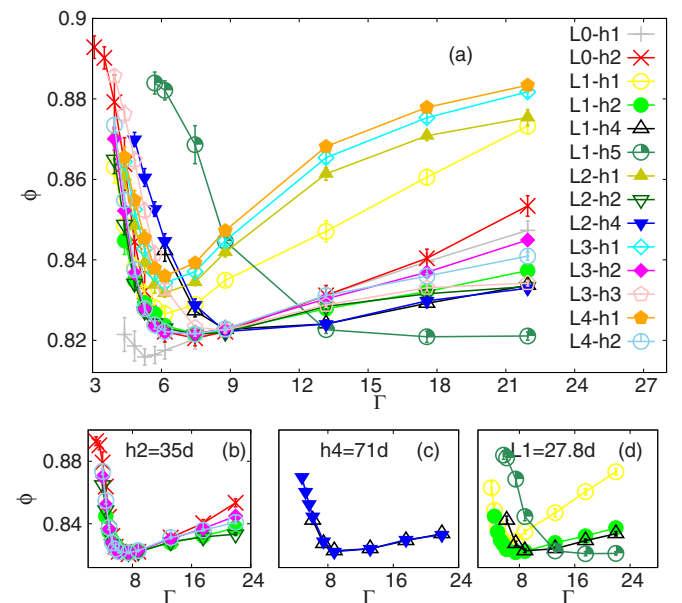 0.9
0.88
0.86
0.84
0.82
ϕ
(a)
L0-h1
L0-h2
L1-h1
L1-h2
L1-h4
L1-h5
L2-h1
L2-h2
L2-h4
L3-h1
L3-h2
L3-h3
L4-h1
L4-h2
3 6 9 12 15 18 21 24 27
Γ
h2=35d (b)
h4=71d (c)
L1=27.8d (d)
0.88
0.84
ϕ
0 8 16 24
8 16 24
8 16 24
Γ Γ Γ